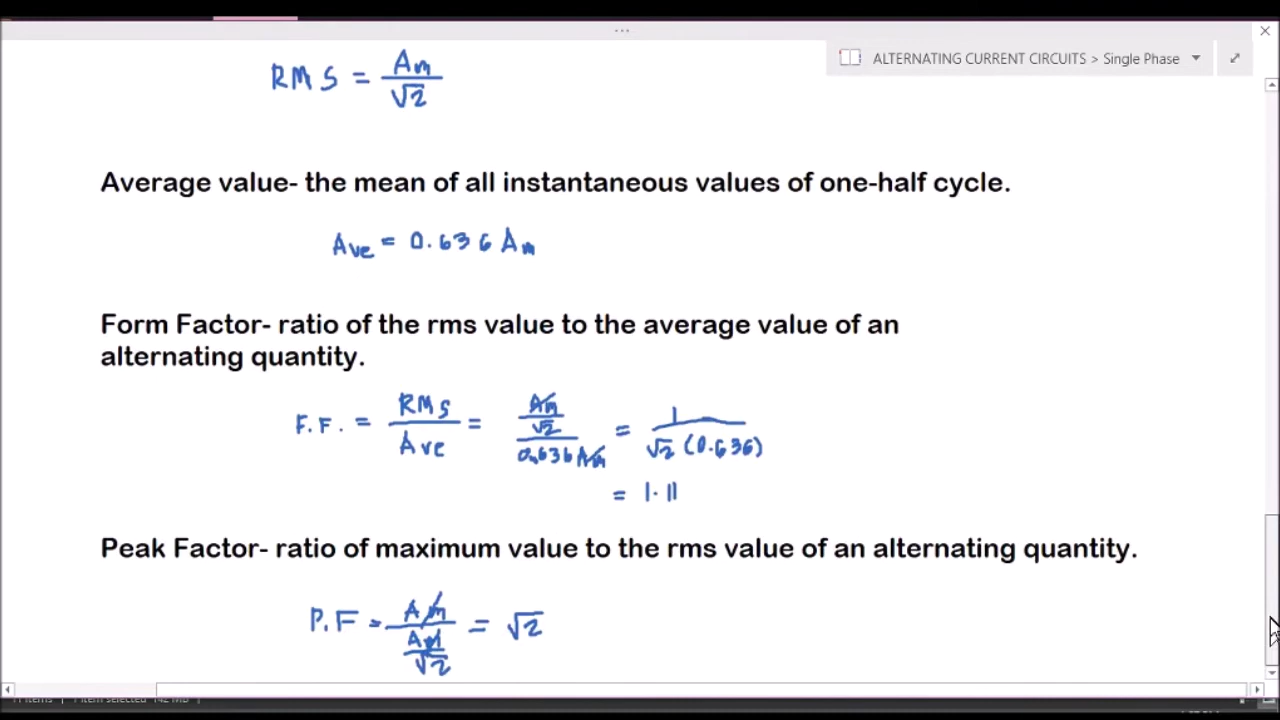 ALTERNATING CURRENT CIRCUITS > Single Phase
RMS = Am/√2
Average value- the mean of all instantaneous values of one-half cycle.
Ave = 0.636 Am
Form Factor- ratio of the rms value to the average value of an
alternating quantity.
F.F. = RMS/Ave = (Am/√2)/(0.636 Am) = 1/(√2 (0.636))
= 1.11
Peak Factor- ratio of maximum value to the rms value of an alternating quantity.
P.F = Am/(Am/√2) = √2